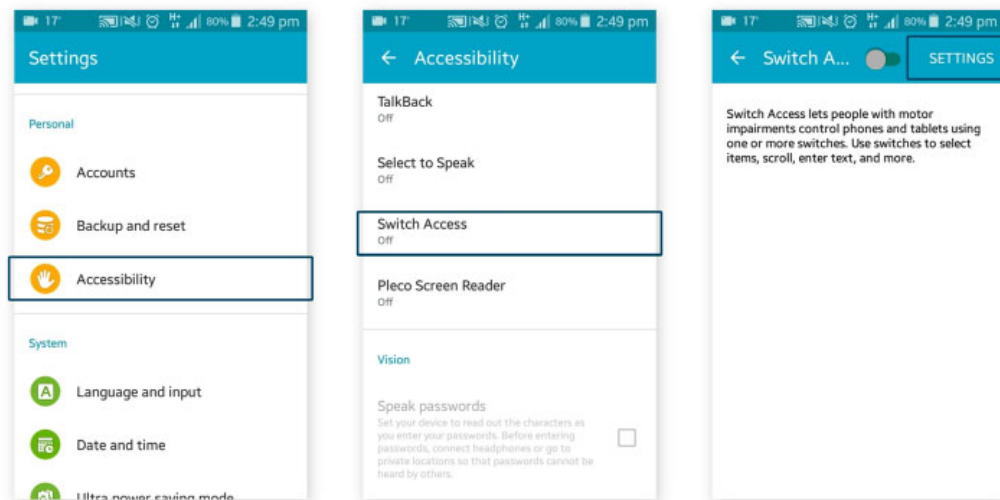 17° 80% 2:49 pm
Settings
Personal
Accounts
Backup and reset
Accessibility
System
Language and input
Date and time
Ultra power saving mode
17° 80% 2:49 pm
Accessibility
TalkBack
Off
Select to Speak
Off
Switch Access
Off
Pleco Screen Reader
Off
Vision
Speak passwords
Set your device to read out the characters as
you enter your passwords. Before entering
passwords, connect headphones or go to
private locations so that passwords cannot be
heard by others.
17° 80% 2:49 pm
Switch A... SETTINGS
Switch Access lets people with motor
impairments control phones and tablets using
one or more switches. Use switches to select
items, scroll, enter text, and more.